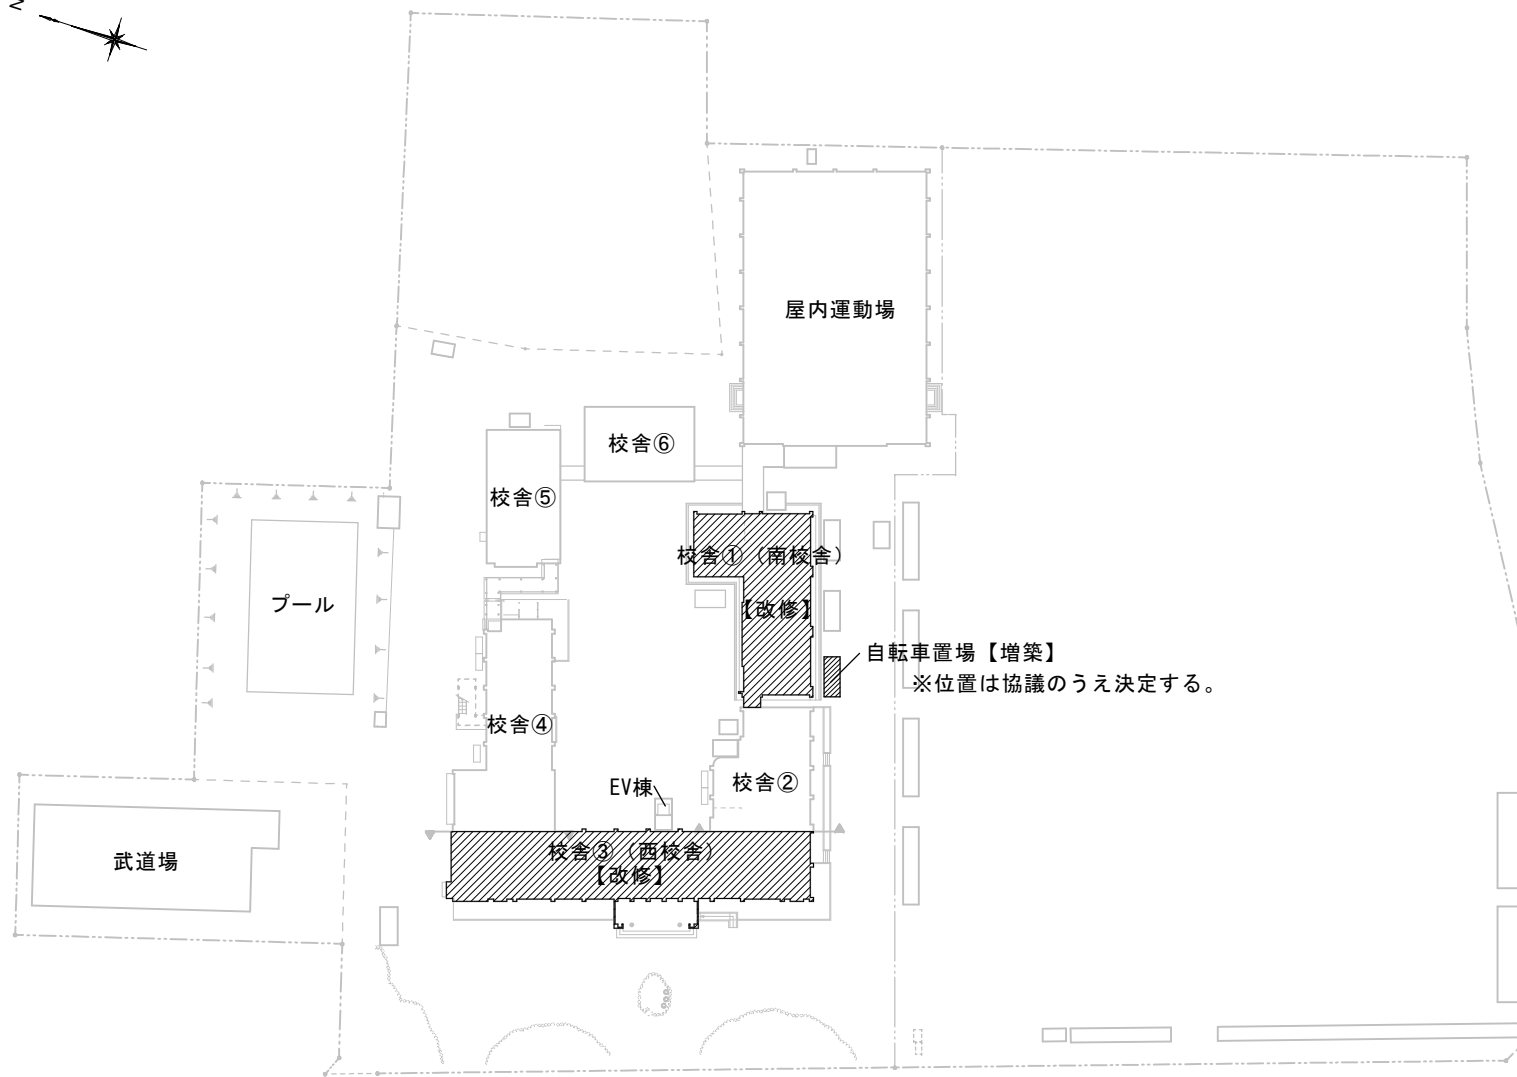 N
屋内運動場
校舎⑥
校舎⑤
校舎①（南校舎）
【改修】
プール
自転車置場【増築】
※位置は協議のうえ決定する。
校舎④
校舎②
EV棟
校舎③（西校舎）
【改修】
武道場